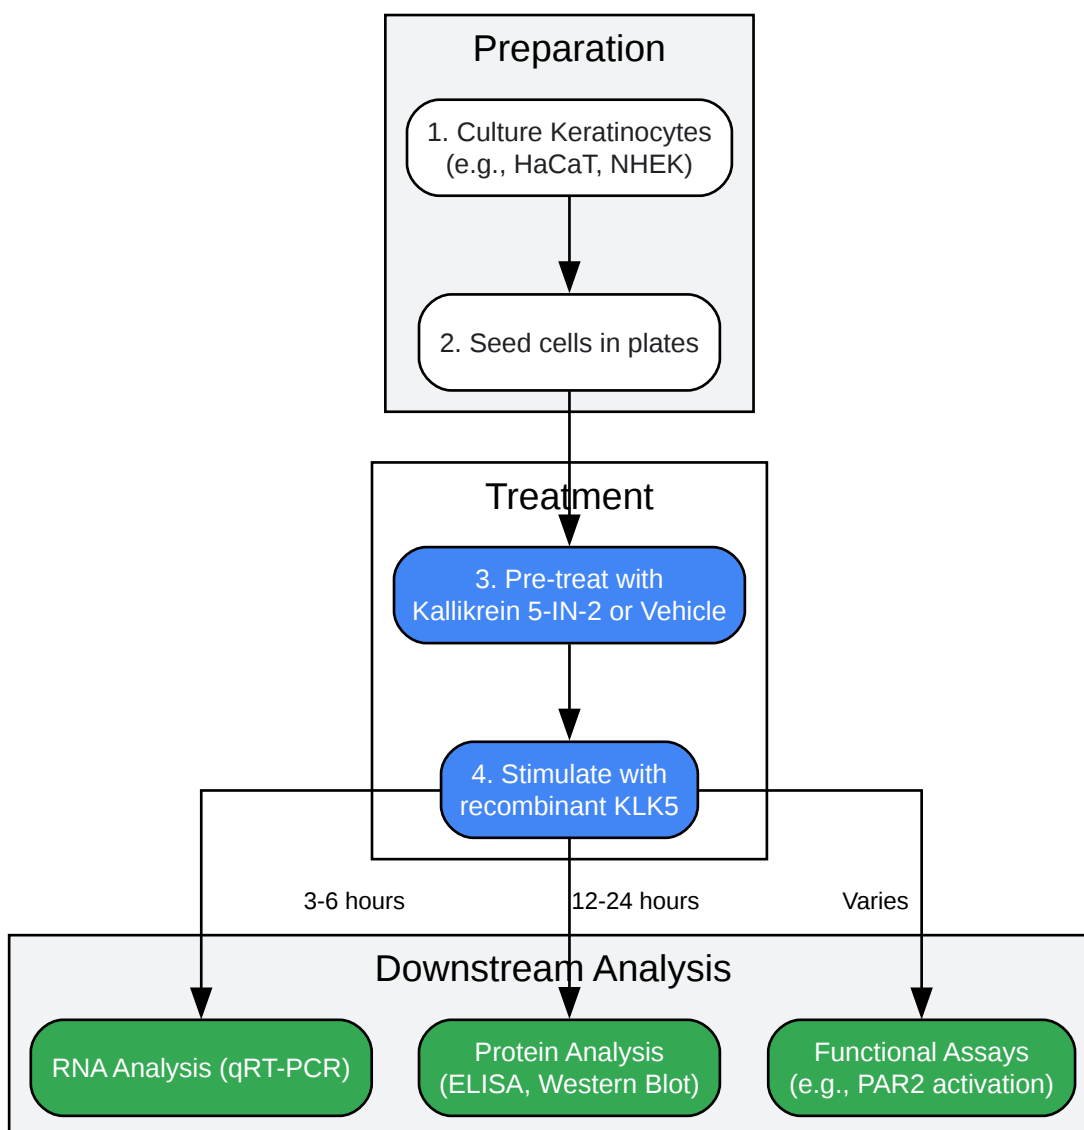 Preparation
1. Culture Keratinocytes
(e.g., HaCaT, NHEK)
2. Seed cells in plates
Treatment
3. Pre-treat with
Kallikrein 5-IN-2 or Vehicle
4. Stimulate with
recombinant KLK5
3-6 hours
12-24 hours
Varies
Downstream Analysis
RNA Analysis (qRT-PCR)
Protein Analysis
(ELISA, Western Blot)
Functional Assays
(e.g., PAR2 activation)